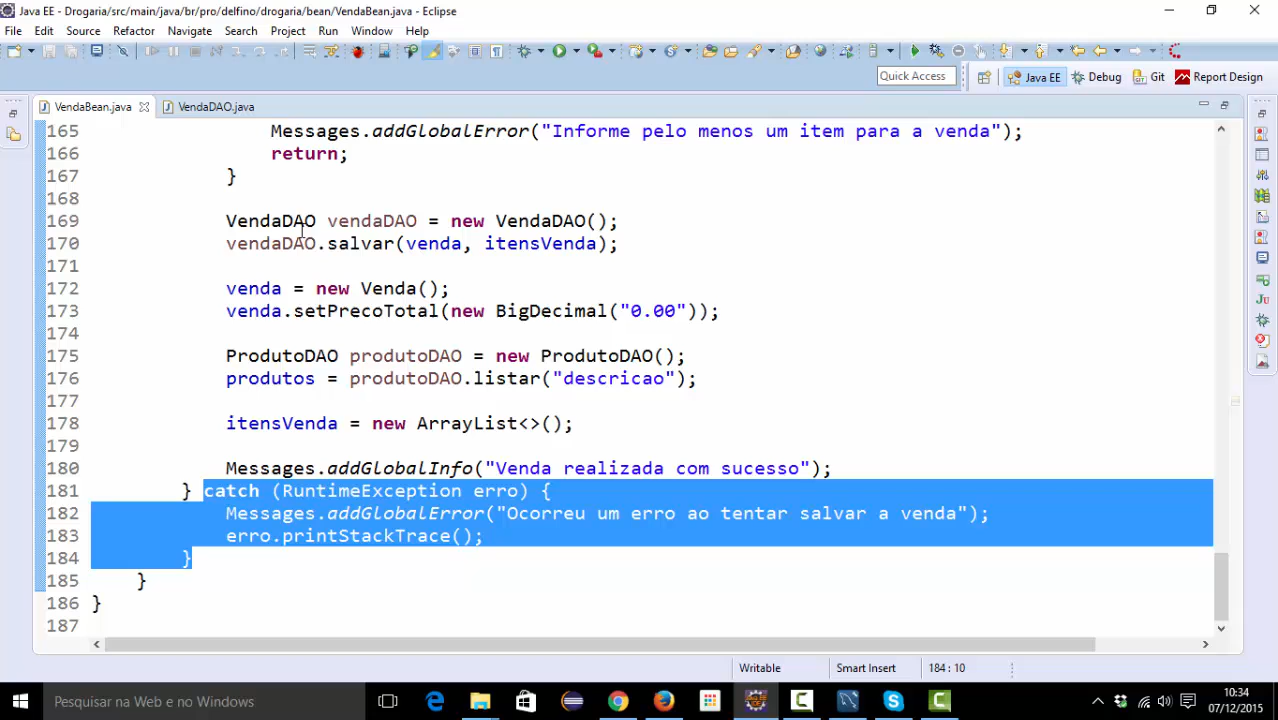 Java EE - Drogaria/src/main/java/br/pro/delfino/drogaria/bean/VendaBean.java - Eclipse
File Edit Source Refactor Navigate Search Project Run Window Help
Quick Access
Java EE Debug Git Report Design
VendaBean.java VendaDAO.java
165 Messages.addGlobalError("Informe pelo menos um item para a venda");
166 return;
167 }
168
169 VendaDAO vendaDAO = new VendaDAO();
170 vendaDAO.salvar(venda, itensVenda);
171
172 venda = new Venda();
173 venda.setPrecoTotal(new BigDecimal("0.00"));
174
175 ProdutoDAO produtoDAO = new ProdutoDAO();
176 produtos = produtoDAO.listar("descricao");
177
178 itensVenda = new ArrayList<>();
179
180 Messages.addGlobalInfo("Venda realizada com sucesso");
181 } catch (RuntimeException erro) {
182 Messages.addGlobalError("Ocorreu um erro ao tentar salvar a venda");
183 erro.printStackTrace();
184 }
185 }
186 }
187
Writable Smart Insert 184 : 10
Pesquisar na Web e no Windows
10:34
07/12/2015